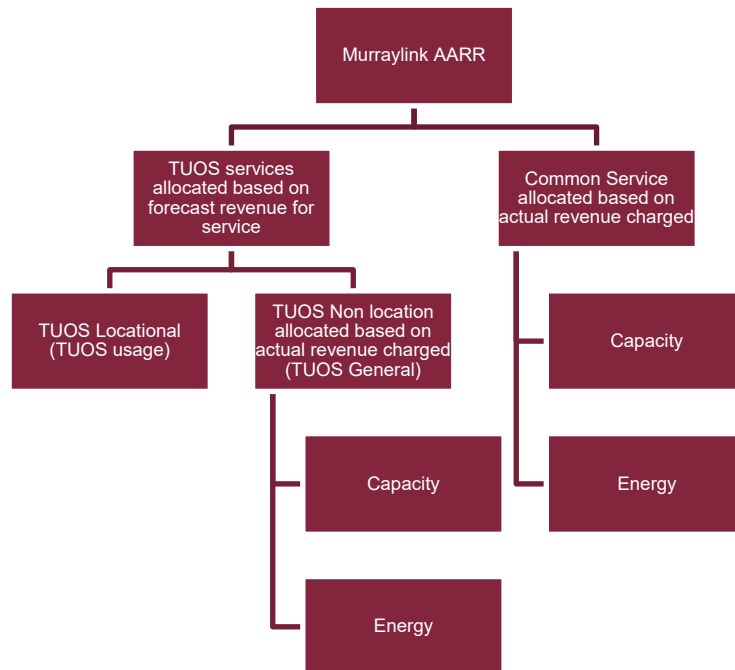 Murraylink AARR
TUOS services
allocated based on
forecast revenue for
service
Common Service
allocated based on
actual revenue charged
TUOS Locational
(TUOS usage)
TUOS Non location
allocated based on
actual revenue charged
(TUOS General)
Capacity
Energy
Capacity
Energy